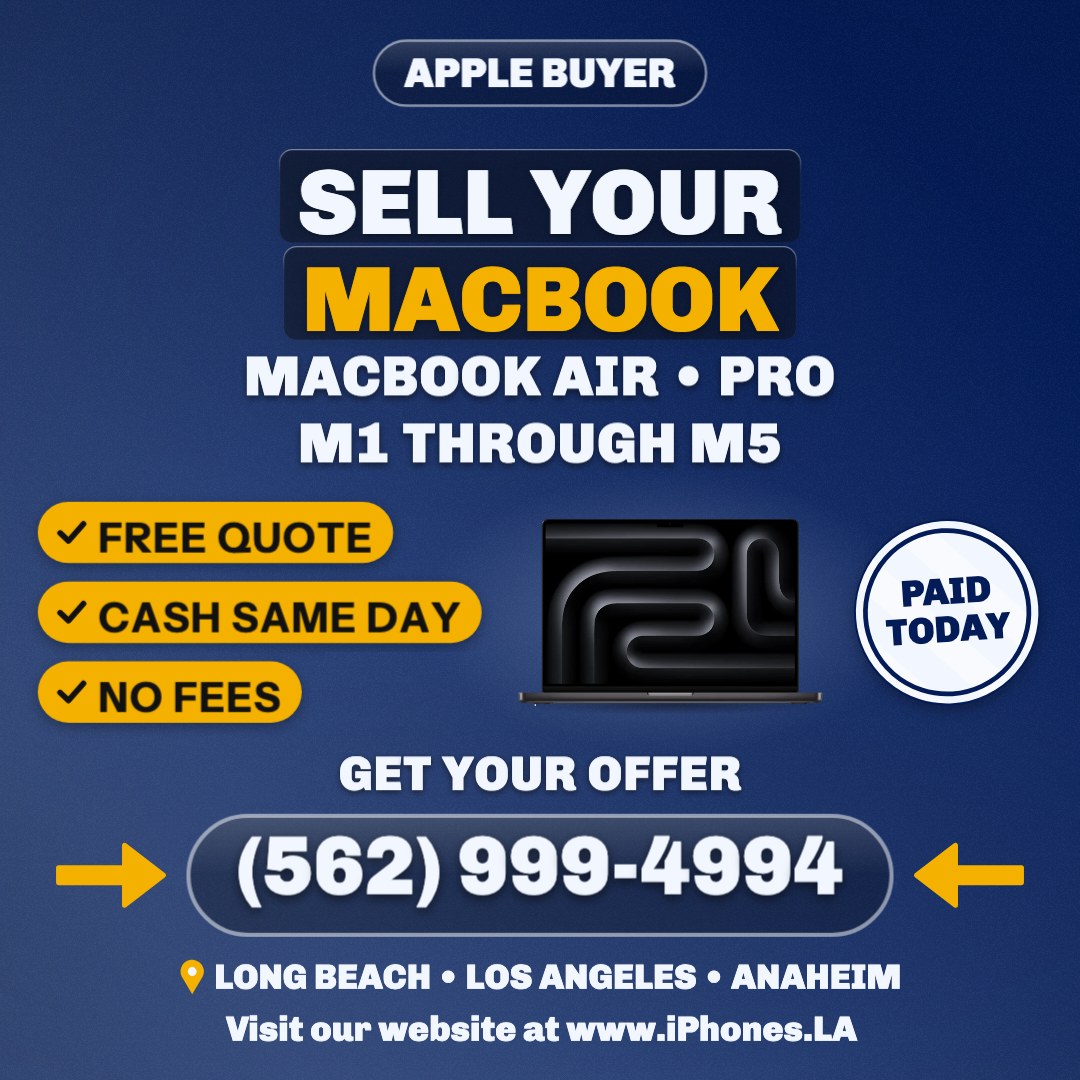 APPLE BUYER
SELL YOUR
MACBOOK
MACBOOK AIR • PRO
M1 THROUGH M5
FREE QUOTE
CASH SAME DAY
NO FEES
PAID
TODAY
GET YOUR OFFER
(562) 999-4994
LONG BEACH • LOS ANGELES • ANAHEIM
Visit our website at www.iPhones.LA